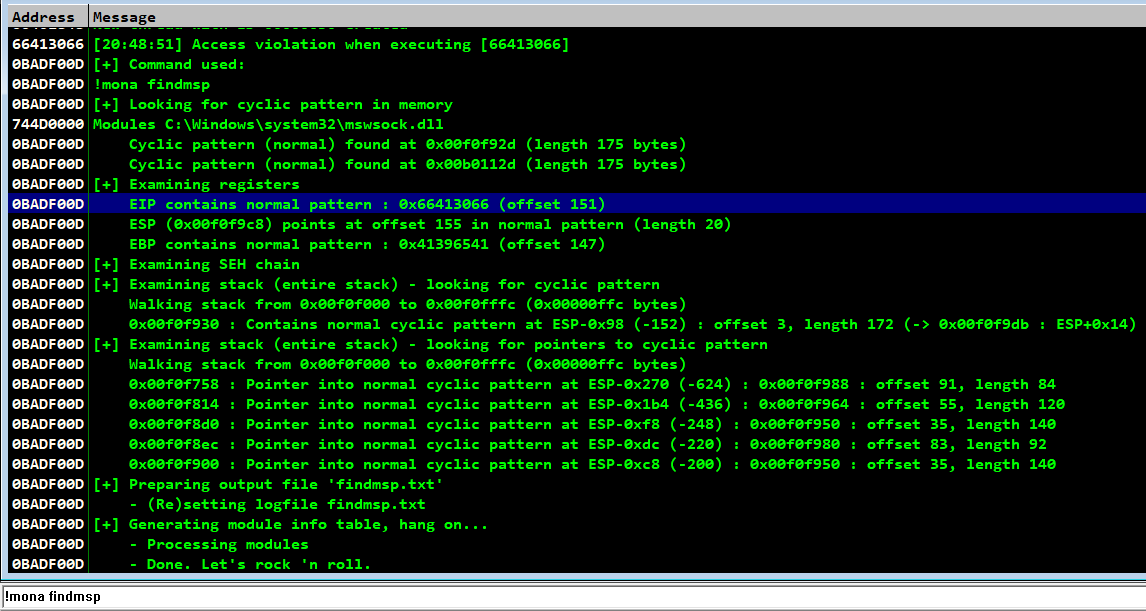 Address Message
66413066 [20:48:51] Access violation when executing [66413066]
0BADF00D [+] Command used:
0BADF00D !mona findmsp
0BADF00D [+] Looking for cyclic pattern in memory
744D0000 Modules C:\Windows\system32\mswsock.dll
0BADF00D Cyclic pattern (normal) found at 0x00f0f92d (length 175 bytes)
0BADF00D Cyclic pattern (normal) found at 0x00b0112d (length 175 bytes)
0BADF00D [+] Examining registers
0BADF00D EIP contains normal pattern : 0x66413066 (offset 151)
0BADF00D ESP (0x00f0f9c8) points at offset 155 in normal pattern (length 20)
0BADF00D EBP contains normal pattern : 0x41396541 (offset 147)
0BADF00D [+] Examining SEH chain
0BADF00D [+] Examining stack (entire stack) - looking for cyclic pattern
0BADF00D Walking stack from 0x00f0f000 to 0x00f0fffc (0x00000ffc bytes)
0BADF00D 0x00f0f930 : Contains normal cyclic pattern at ESP-0x98 (-152) : offset 3, length 172 (-> 0x00f0f9db : ESP+0x14)
0BADF00D [+] Examining stack (entire stack) - looking for pointers to cyclic pattern
0BADF00D Walking stack from 0x00f0f000 to 0x00f0fffc (0x00000ffc bytes)
0BADF00D 0x00f0f758 : Pointer into normal cyclic pattern at ESP-0x270 (-624) : 0x00f0f988 : offset 91, length 84
0BADF00D 0x00f0f814 : Pointer into normal cyclic pattern at ESP-0x1b4 (-436) : 0x00f0f964 : offset 55, length 120
0BADF00D 0x00f0f8d0 : Pointer into normal cyclic pattern at ESP-0xf8 (-248) : 0x00f0f950 : offset 35, length 140
0BADF00D 0x00f0f8ec : Pointer into normal cyclic pattern at ESP-0xdc (-220) : 0x00f0f980 : offset 83, length 92
0BADF00D 0x00f0f900 : Pointer into normal cyclic pattern at ESP-0xc8 (-200) : 0x00f0f950 : offset 35, length 140
0BADF00D [+] Preparing output file 'findmsp.txt'
0BADF00D - (Re)setting logfile findmsp.txt
0BADF00D [+] Generating module info table, hang on...
0BADF00D - Processing modules
0BADF00D - Done. Let's rock 'n roll.
!mona findmsp